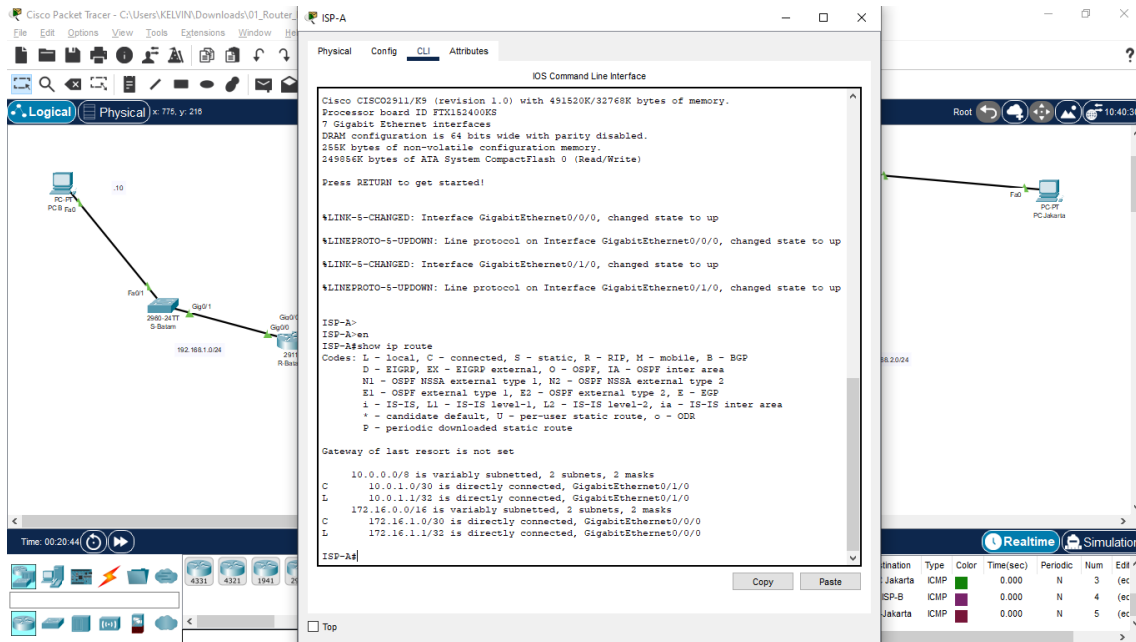 Cisco Packet Tracer - C:\Users\KELVIN\Downloads\01_Router_
File Edit Options View Tools Extensions Window He
Logical
Physical
x: 775, y: 216
Root
10:40:30
.10
PC-PT
PC B
Fa0
Fa0/1
2960-24TT
S-Batam
Gig0/1
Gig0/0
192.168.1.0/24
2911
Fa0
PC-PT
PC Jakarta
Time: 00:20:44
4331
4321
1941
Realtime
Simulation
Type Color Time(sec) Periodic Num Edit
Jakarta ICMP 0.000 N 3
ISP-B ICMP 0.000 N 4
Jakarta ICMP 0.000 N 5
ISP-A
Physical Config CLI Attributes
IOS Command Line Interface
Cisco CISCO2911/K9 (revision 1.0) with 491520K/32768K bytes of memory.
Processor board ID FTX152400KS
7 Gigabit Ethernet interfaces
DRAM configuration is 64 bits wide with parity disabled.
255K bytes of non-volatile configuration memory.
249856K bytes of ATA System CompactFlash 0 (Read/Write)
Press RETURN to get started!
%LINK-5-CHANGED: Interface GigabitEthernet0/0/0, changed state to up
%LINEPROTO-5-UPDOWN: Line protocol on Interface GigabitEthernet0/0/0, changed state to up
%LINK-5-CHANGED: Interface GigabitEthernet0/1/0, changed state to up
%LINEPROTO-5-UPDOWN: Line protocol on Interface GigabitEthernet0/1/0, changed state to up
ISP-A>
ISP-A>en
ISP-A#show ip route
Codes: L - local, C - connected, S - static, R - RIP, M - mobile, B - BGP
D - EIGRP, EX - EIGRP external, O - OSPF, IA - OSPF inter area
N1 - OSPF NSSA external type 1, N2 - OSPF NSSA external type 2
E1 - OSPF external type 1, E2 - OSPF external type 2, E - EGP
i - IS-IS, L1 - IS-IS level-1, L2 - IS-IS level-2, ia - IS-IS inter area
* - candidate default, U - per-user static route, o - ODR
P - periodic downloaded static route
Gateway of last resort is not set
10.0.0.0/8 is variably subnetted, 2 subnets, 2 masks
C 10.0.1.0/30 is directly connected, GigabitEthernet0/1/0
L 10.0.1.1/32 is directly connected, GigabitEthernet0/1/0
172.16.0.0/16 is variably subnetted, 2 subnets, 2 masks
C 172.16.1.0/30 is directly connected, GigabitEthernet0/0/0
L 172.16.1.1/32 is directly connected, GigabitEthernet0/0/0
ISP-A#
Copy
Paste
Top